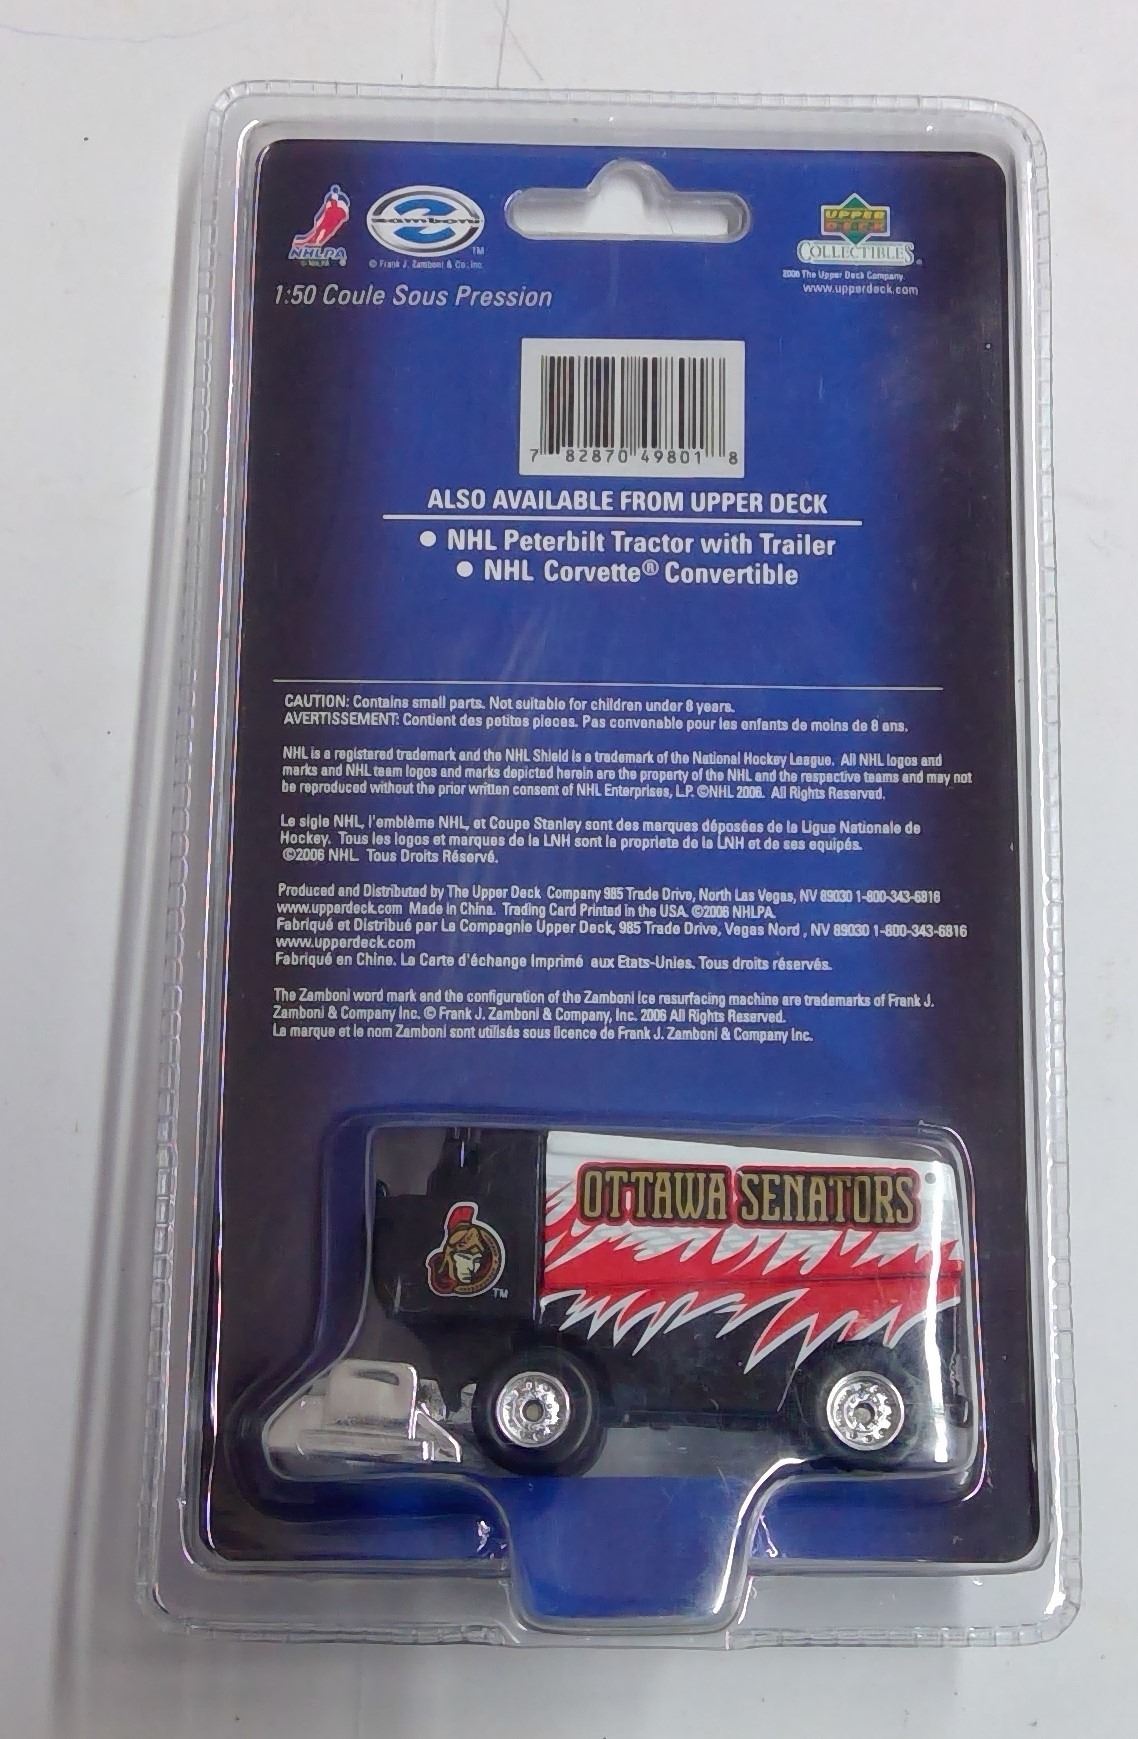 NHLPA
© NHLPA
Zamboni
TM
© Frank J. Zamboni & Co., Inc.
UPPER
DECK
COLLECTIBLES
2006 The Upper Deck Company.
www.upperdeck.com
1:50 Coule Sous Pression
7 82870 49801 8
ALSO AVAILABLE FROM UPPER DECK
● NHL Peterbilt Tractor with Trailer
● NHL Corvette® Convertible
CAUTION: Contains small parts. Not suitable for children under 8 years.
AVERTISSEMENT: Contient des petites pieces. Pas convenable pour les enfants de moins de 8 ans.
NHL is a registered trademark and the NHL Shield is a trademark of the National Hockey League. All NHL logos and
marks and NHL team logos and marks depicted herein are the property of the NHL and the respective teams and may not
be reproduced without the prior written consent of NHL Enterprises, L.P. ©NHL 2006. All Rights Reserved.
Le sigle NHL, l'emblème NHL, et Coupe Stanley sont des marques déposées de la Ligue Nationale de
Hockey. Tous les logos et marques de la LNH sont la propriete de la LNH et de ses equipés.
©2006 NHL. Tous Droits Réservé.
Produced and Distributed by The Upper Deck Company 985 Trade Drive, North Las Vegas, NV 89030 1-800-343-6816
www.upperdeck.com Made in China. Trading Card Printed in the USA. ©2006 NHLPA
Fabriqué et Distribué par La Compagnie Upper Deck, 985 Trade Drive, Vegas Nord , NV 89030 1-800-343-6816
www.upperdeck.com
Fabriqué en Chine. La Carte d'échange Imprimé aux Etats-Unies. Tous droits réservés.
The Zamboni word mark and the configuration of the Zamboni ice resurfacing machine are trademarks of Frank J.
Zamboni & Company Inc. © Frank J. Zamboni & Company, Inc. 2006 All Rights Reserved.
La marque et le nom Zamboni sont utilisés sous licence de Frank J. Zamboni & Company Inc.
OTTAWA SENATORS
TM